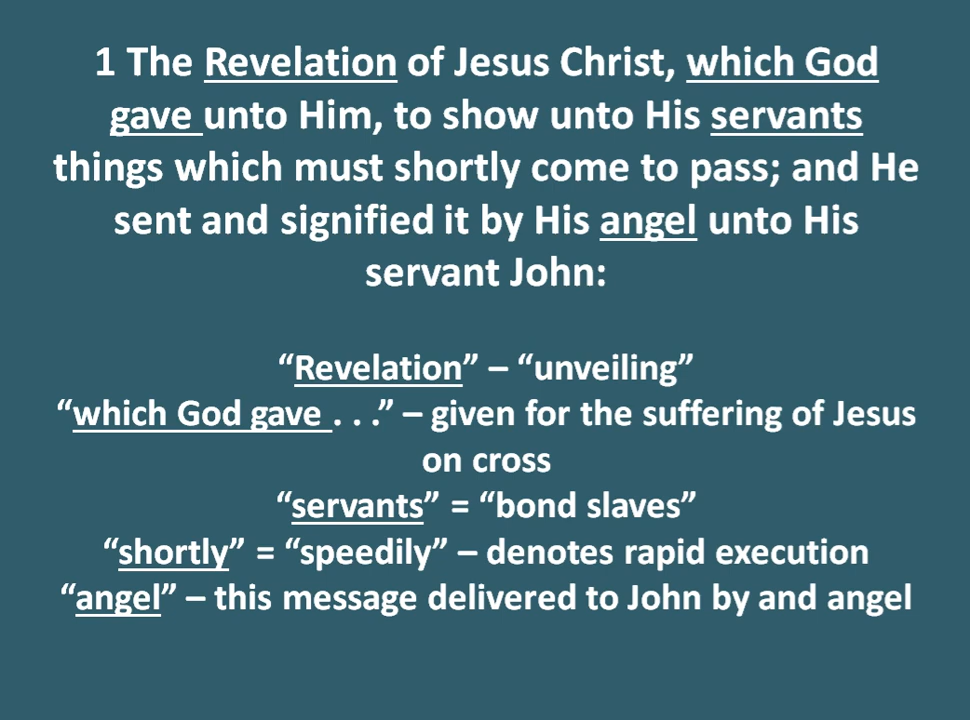 1 The Revelation of Jesus Christ, which God
gave unto Him, to show unto His servants
things which must shortly come to pass; and He
sent and signified it by His angel unto His
servant John:
“Revelation” – “unveiling”
“which God gave . . .” – given for the suffering of Jesus
on cross
“servants” = “bond slaves”
“shortly” = “speedily” – denotes rapid execution
“angel” – this message delivered to John by and angel